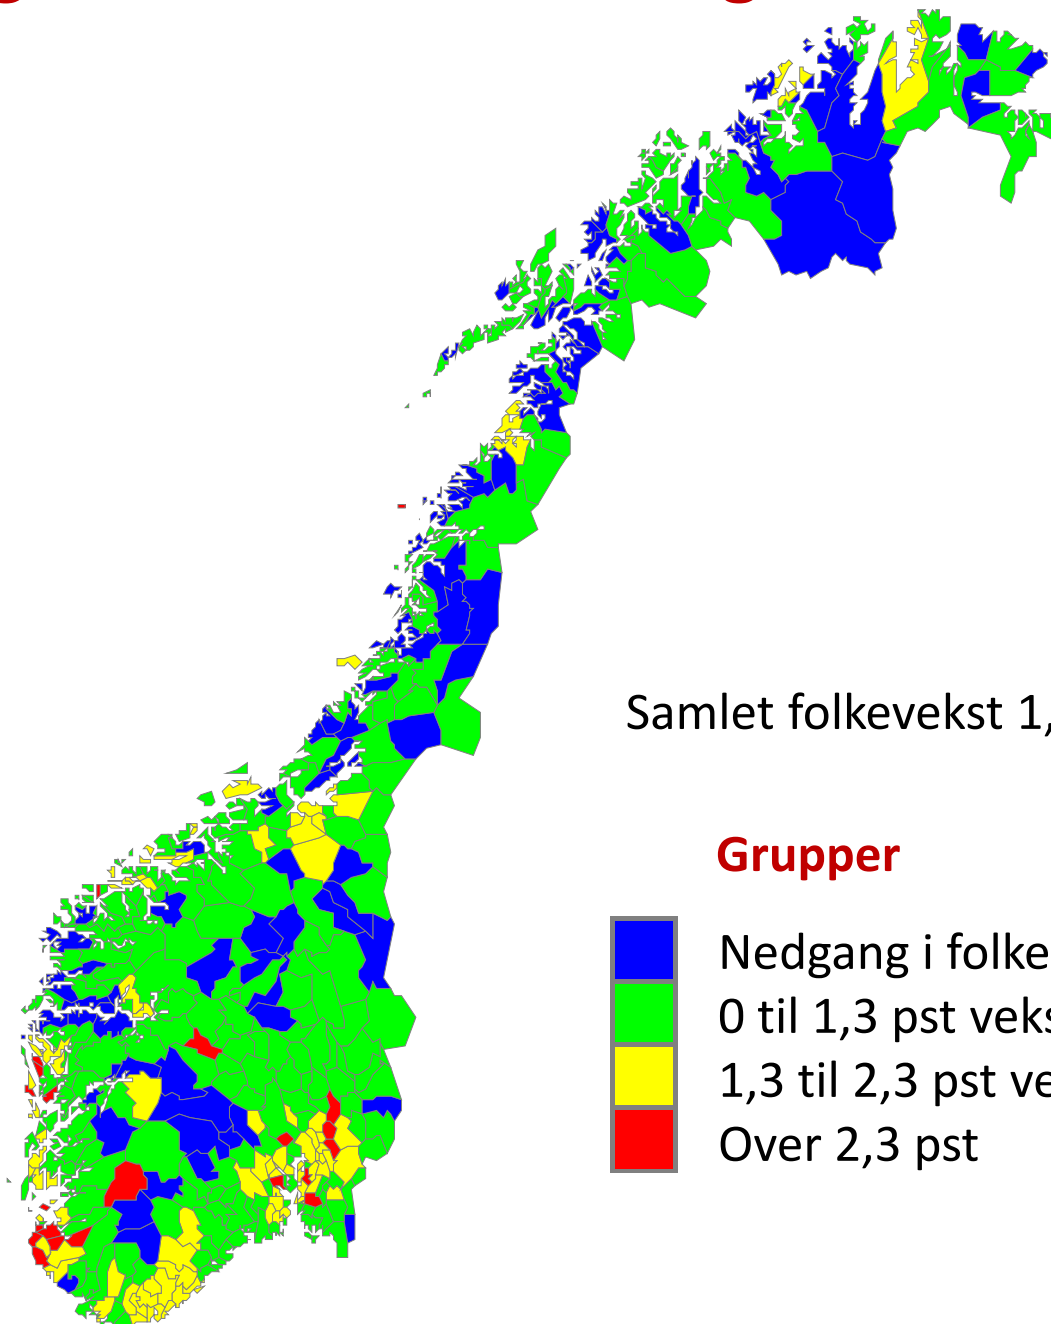 Samlet folkevekst 1,
Grupper
Nedgang i folke
0 til 1,3 pst veks
1,3 til 2,3 pst ve
Over 2,3 pst